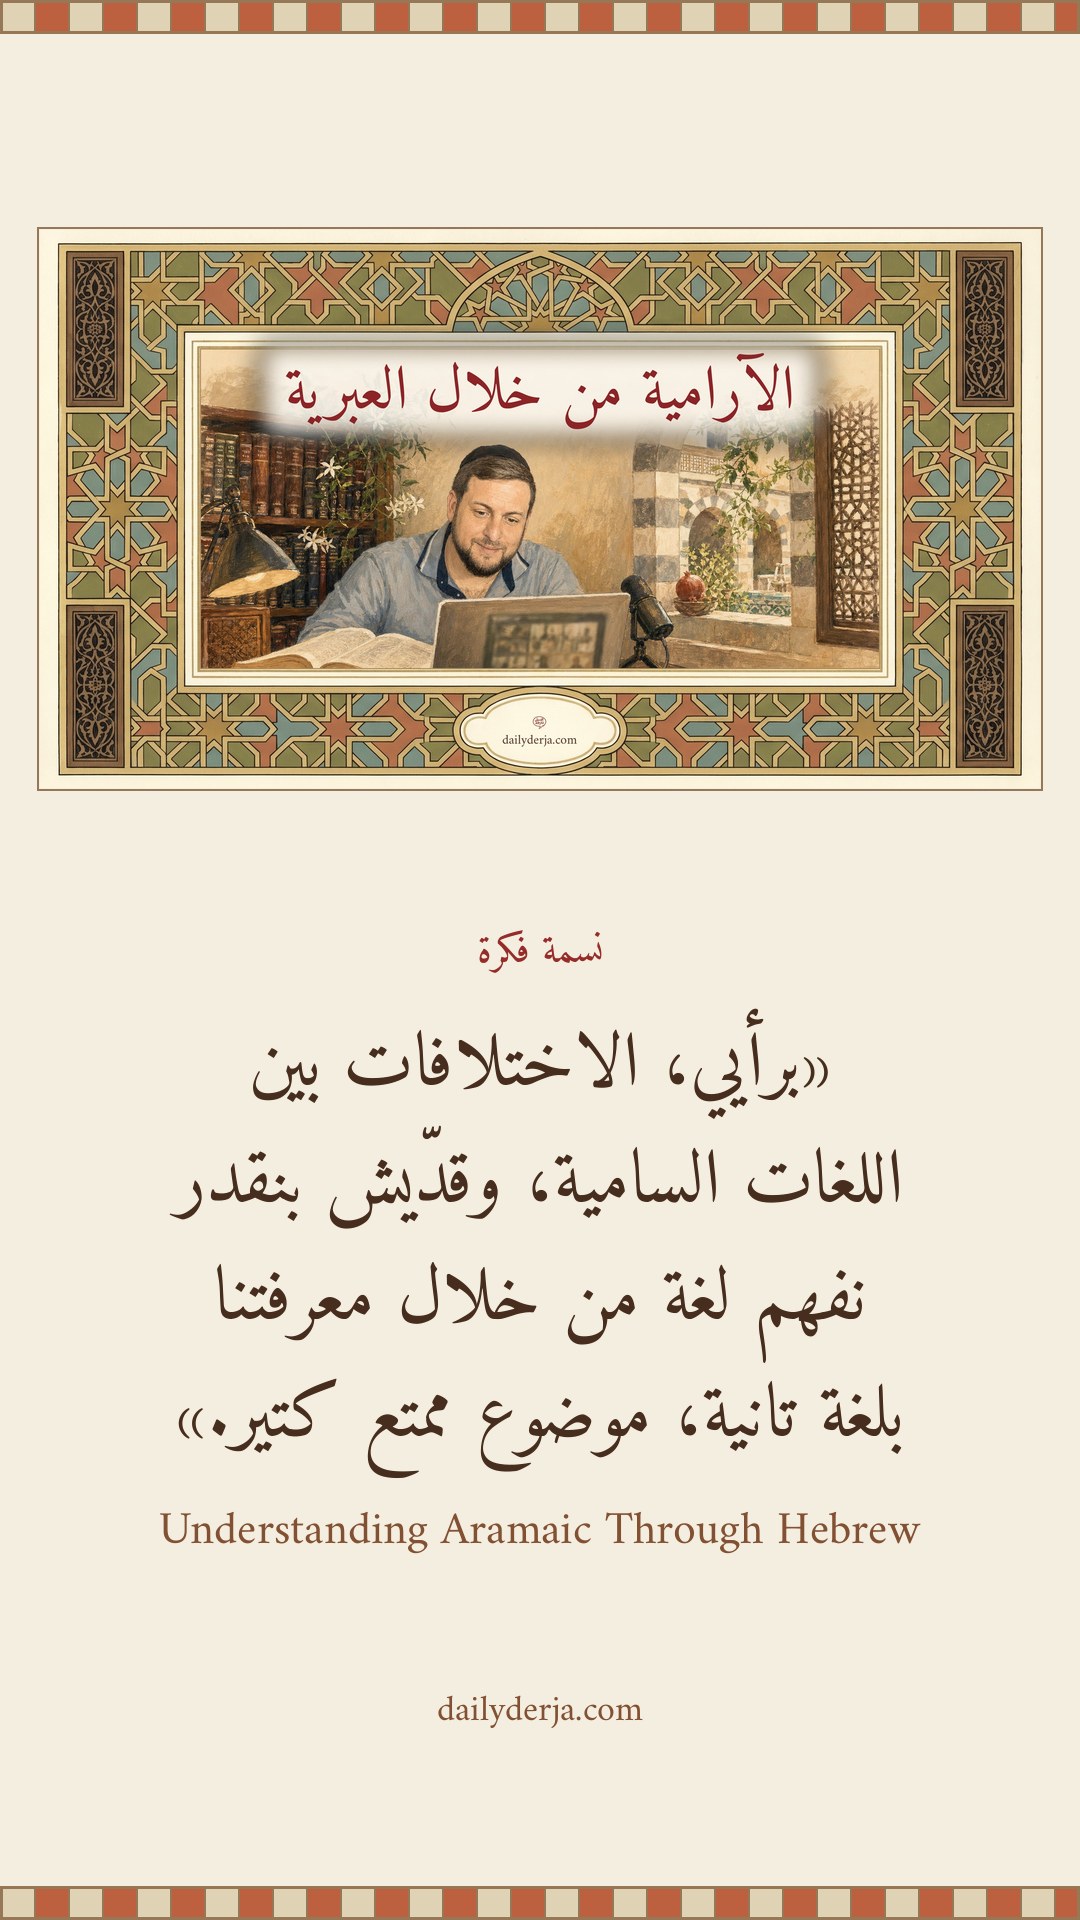 الآرامية من خلال العبرية
dailyderja.com
نسمة فكرة
«برأيي، الاختلافات بين
اللغات السامية، وقدّيش بنقدر
نفهم لغة من خلال معرفتنا
بلغة تانية، موضوع ممتع كتير.»
Understanding Aramaic Through Hebrew
dailyderja.com